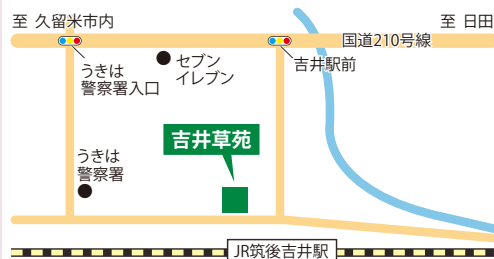 至 久留米市内
至 日田
国道210号線
うきは
警察署入口
セブン
イレブン
吉井駅前
吉井草苑
うきは
警察署
JR筑後吉井駅